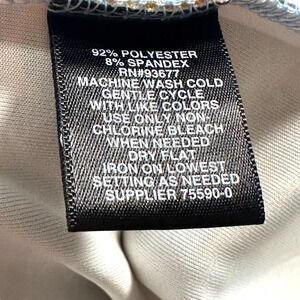 92% POLYESTER
8% SPANDEX
RN#93677
MACHINE WASH COLD
GENTLE CYCLE
WITH LIKE COLORS
USE ONLY NON-
CHLORINE BLEACH
WHEN NEEDED
DRY FLAT
IRON ON LOWEST
SETTING AS NEEDED
SUPPLIER 75590-0